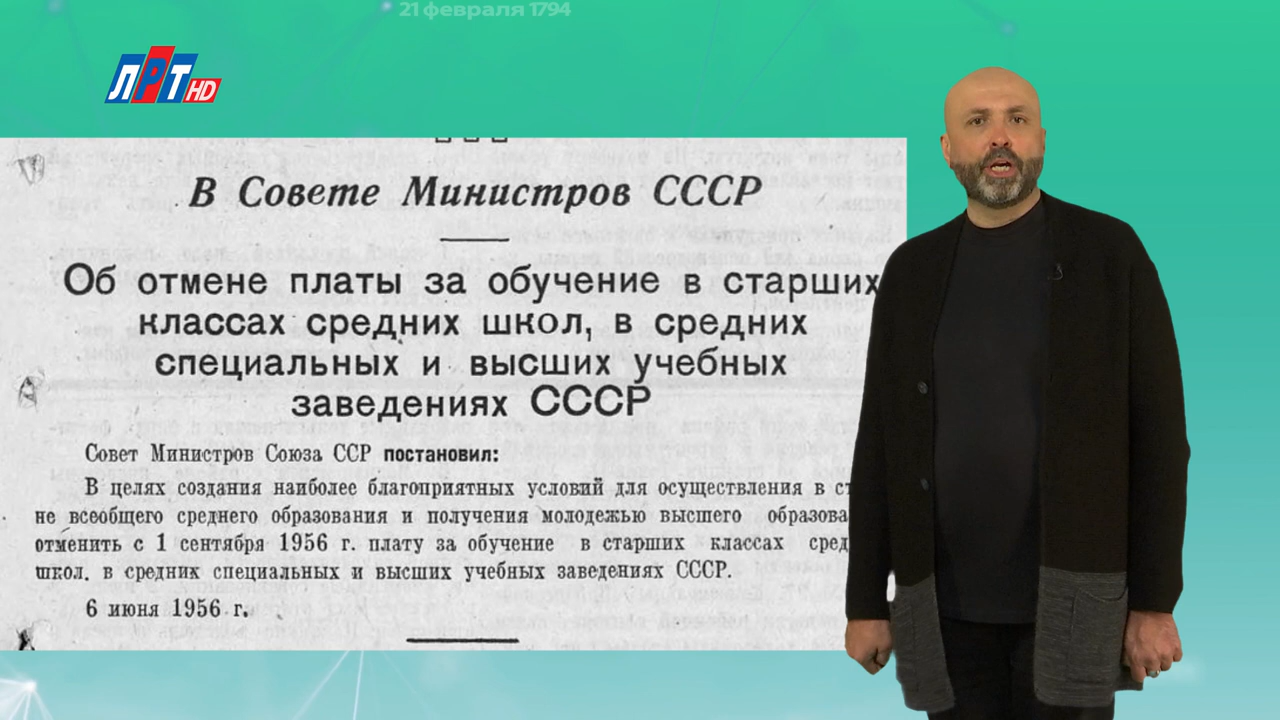 21 февраля 1794
ЛРТ HD
В Совете Министров СССР
Об отмене платы за обучение в старших
классах средних школ, в средних
специальных и высших учебных
заведениях СССР
Совет Министров Союза ССР постановил:
В целях создания наиболее благоприятных условий для осуществления в ст
не всеобщего среднего образования и получения молодежью высшего образова
отменить с 1 сентября 1956 г. плату за обучение в старших классах сред
школ, в средних специальных и высших учебных заведениях СССР.
6 июня 1956 г.